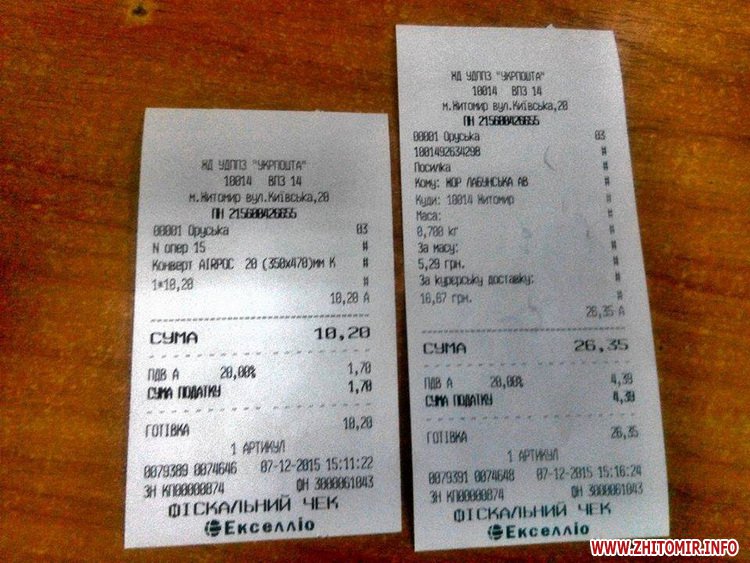 ЖД УДППЗ "УКРПОШТА"
10014 ВПЗ 14
м.Житомир вул.Київська,20
ПН 215600426655
00001 Оруська 03
N опер 15 #
Конверт AIRPOC 20 (350х470)мм К #
1*10,20 #
10,20 А
СУМА 10,20
ПДВ А 20,00% 1,70
СУМА ПОДАТКУ 1,70
ГОТІВКА 10,20
1 АРТИКУЛ
0079389 0074646 07-12-2015 15:11:22
ЗН КП00000074 ФН 3000061043
ФІСКАЛЬНИЙ ЧЕК
Екселліо
ЖД УДППЗ "УКРПОШТА"
10014 ВПЗ 14
м.Житомир вул.Київська,20
ПН 215600426655
00001 Оруська 03
1001492634298 #
Посилка #
Кому: ЖОР ЛАБУНСЬКА АВ #
Куди: 10014 Житомир #
Маса: #
0,700 кг #
За масу: #
5,29 грн. #
За курерську доставку: #
16,67 грн. #
26,35 А
СУМА 26,35
ПДВ А 20,00% 4,39
СУМА ПОДАТКУ 4,39
ГОТІВКА 26,35
1 АРТИКУЛ
0079391 0074648 07-12-2015 15:16:24
ЗН КП00000074 ФН 3000061043
ФІСКАЛЬНИЙ ЧЕК
Екселліо
WWW.ZHITOMIR.INFO